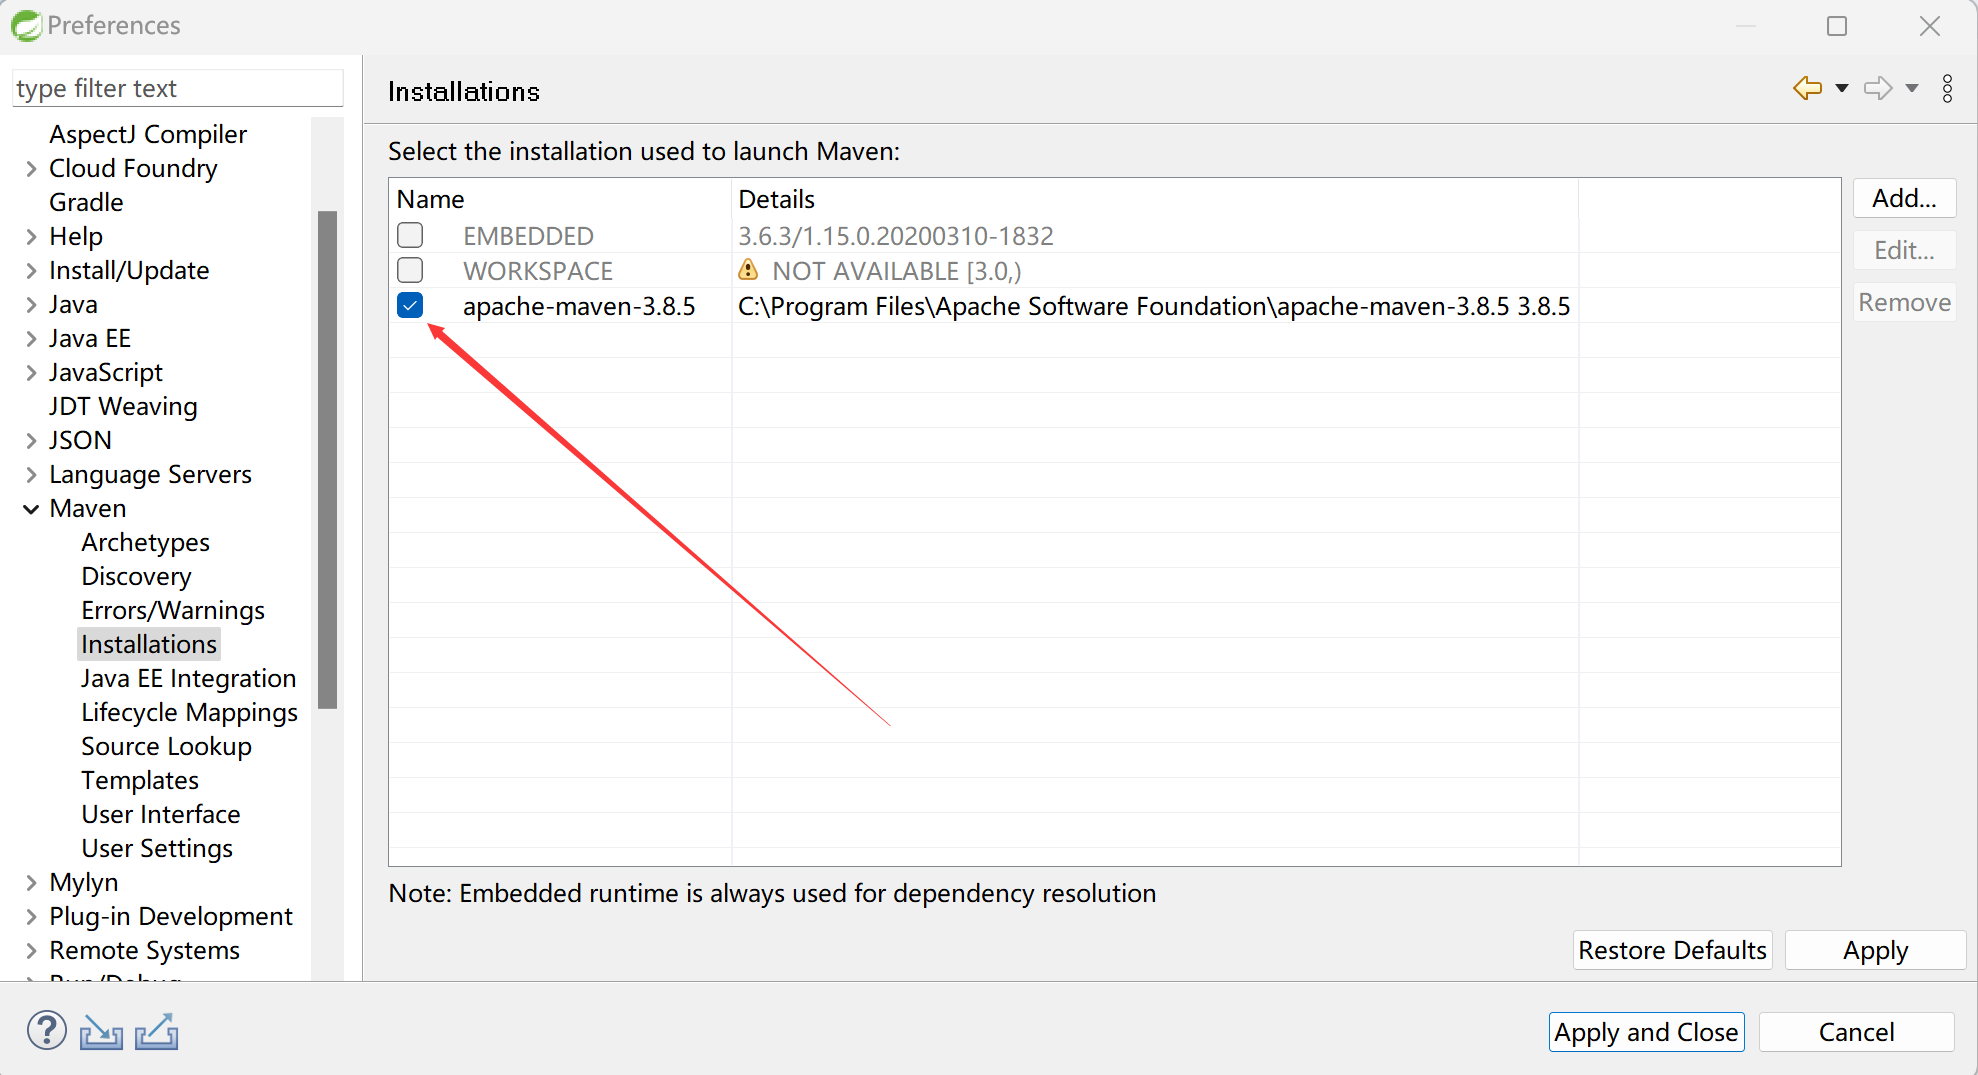 Preferences
type filter text
AspectJ Compiler
Cloud Foundry
Gradle
Help
Install/Update
Java
Java EE
JavaScript
JDT Weaving
JSON
Language Servers
Maven
Archetypes
Discovery
Errors/Warnings
Installations
Java EE Integration
Lifecycle Mappings
Source Lookup
Templates
User Interface
User Settings
Mylyn
Plug-in Development
Remote Systems
Run/Debug
Installations
Select the installation used to launch Maven:
Name Details
EMBEDDED 3.6.3/1.15.0.20200310-1832
WORKSPACE NOT AVAILABLE [3.0,)
apache-maven-3.8.5 C:\Program Files\Apache Software Foundation\apache-maven-3.8.5 3.8.5
Add...
Edit...
Remove
Note: Embedded runtime is always used for dependency resolution
Restore Defaults Apply
Apply and Close Cancel